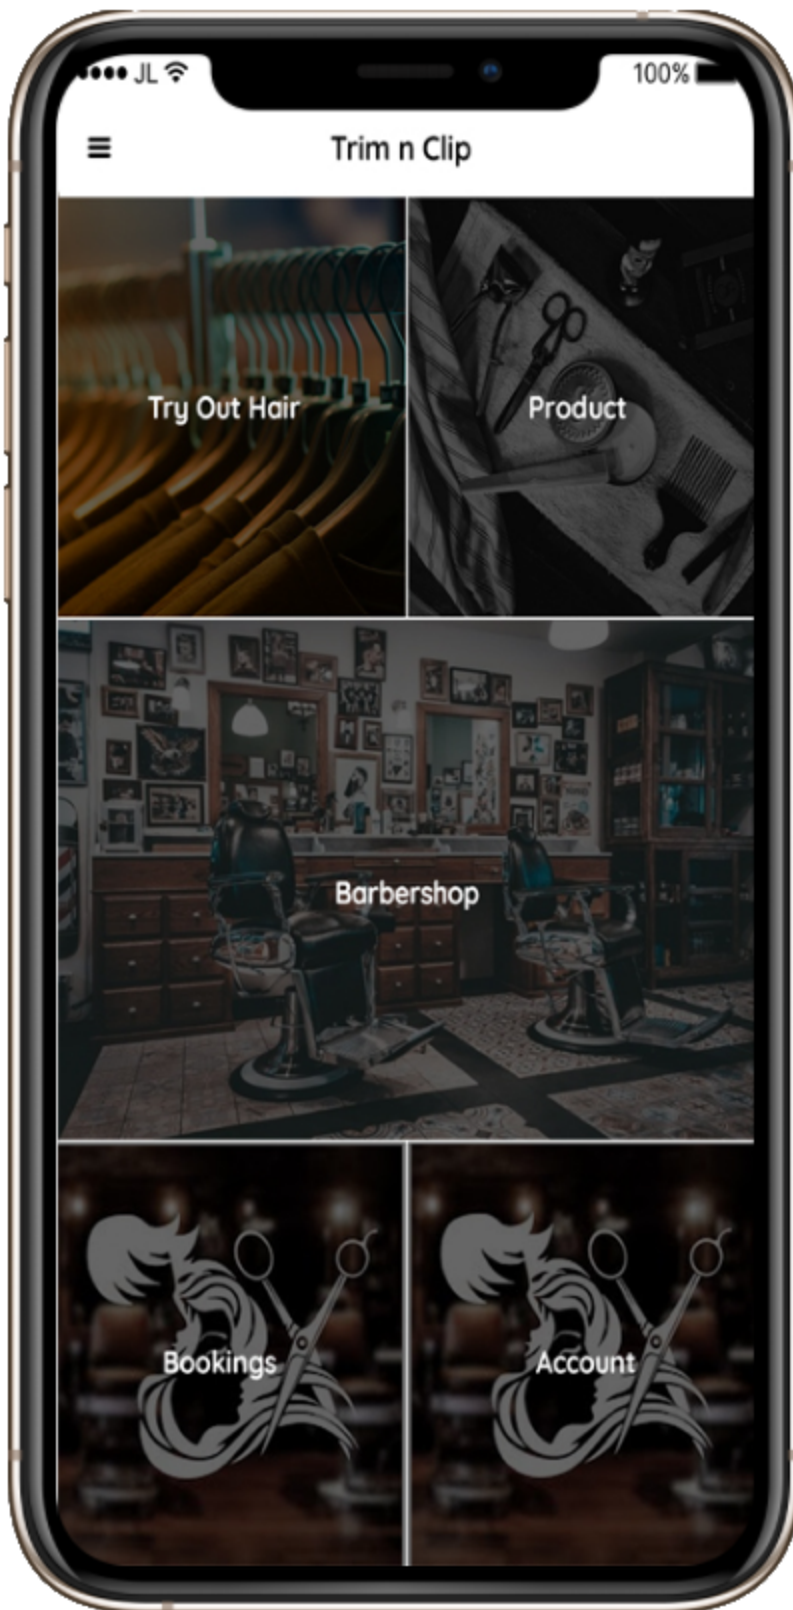 JL 100%
Trim n Clip
Try Out Hair Product
Barbershop
Bookings Account